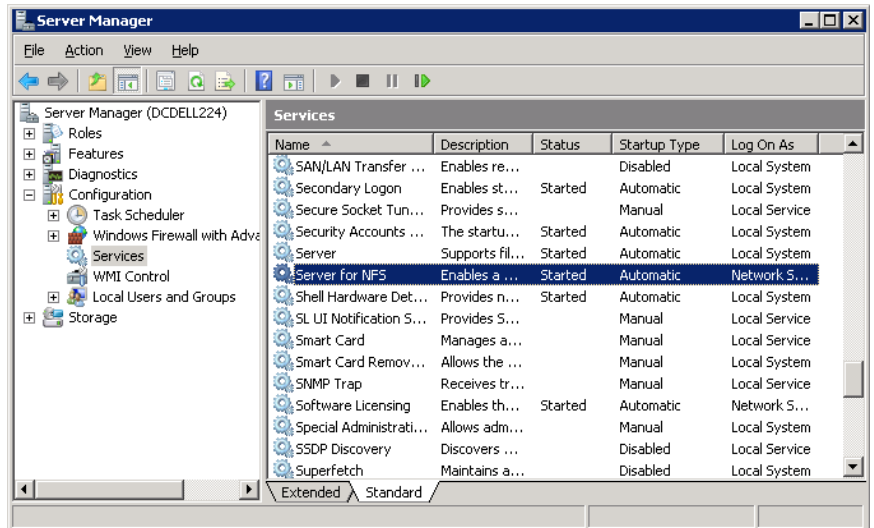 Server Manager
File Action View Help
Server Manager (DCDELL224)
Roles
Features
Diagnostics
Configuration
Task Scheduler
Windows Firewall with Adva
Services
WMI Control
Local Users and Groups
Storage
Services
Name Description Status Startup Type Log On As
SAN/LAN Transfer ... Enables re... Disabled Local System
Secondary Logon Enables st... Started Automatic Local System
Secure Socket Tun... Provides s... Manual Local Service
Security Accounts ... The startu... Started Automatic Local System
Server Supports fil... Started Automatic Local System
Server for NFS Enables a ... Started Automatic Network S...
Shell Hardware Det... Provides n... Started Automatic Local System
SL UI Notification S... Provides S... Manual Local Service
Smart Card Manages a... Manual Local Service
Smart Card Remov... Allows the ... Manual Local System
SNMP Trap Receives tr... Manual Local Service
Software Licensing Enables th... Started Automatic Network S...
Special Administrati... Allows adm... Manual Local System
SSDP Discovery Discovers ... Disabled Local Service
Superfetch Maintains a... Disabled Local System
Extended Standard